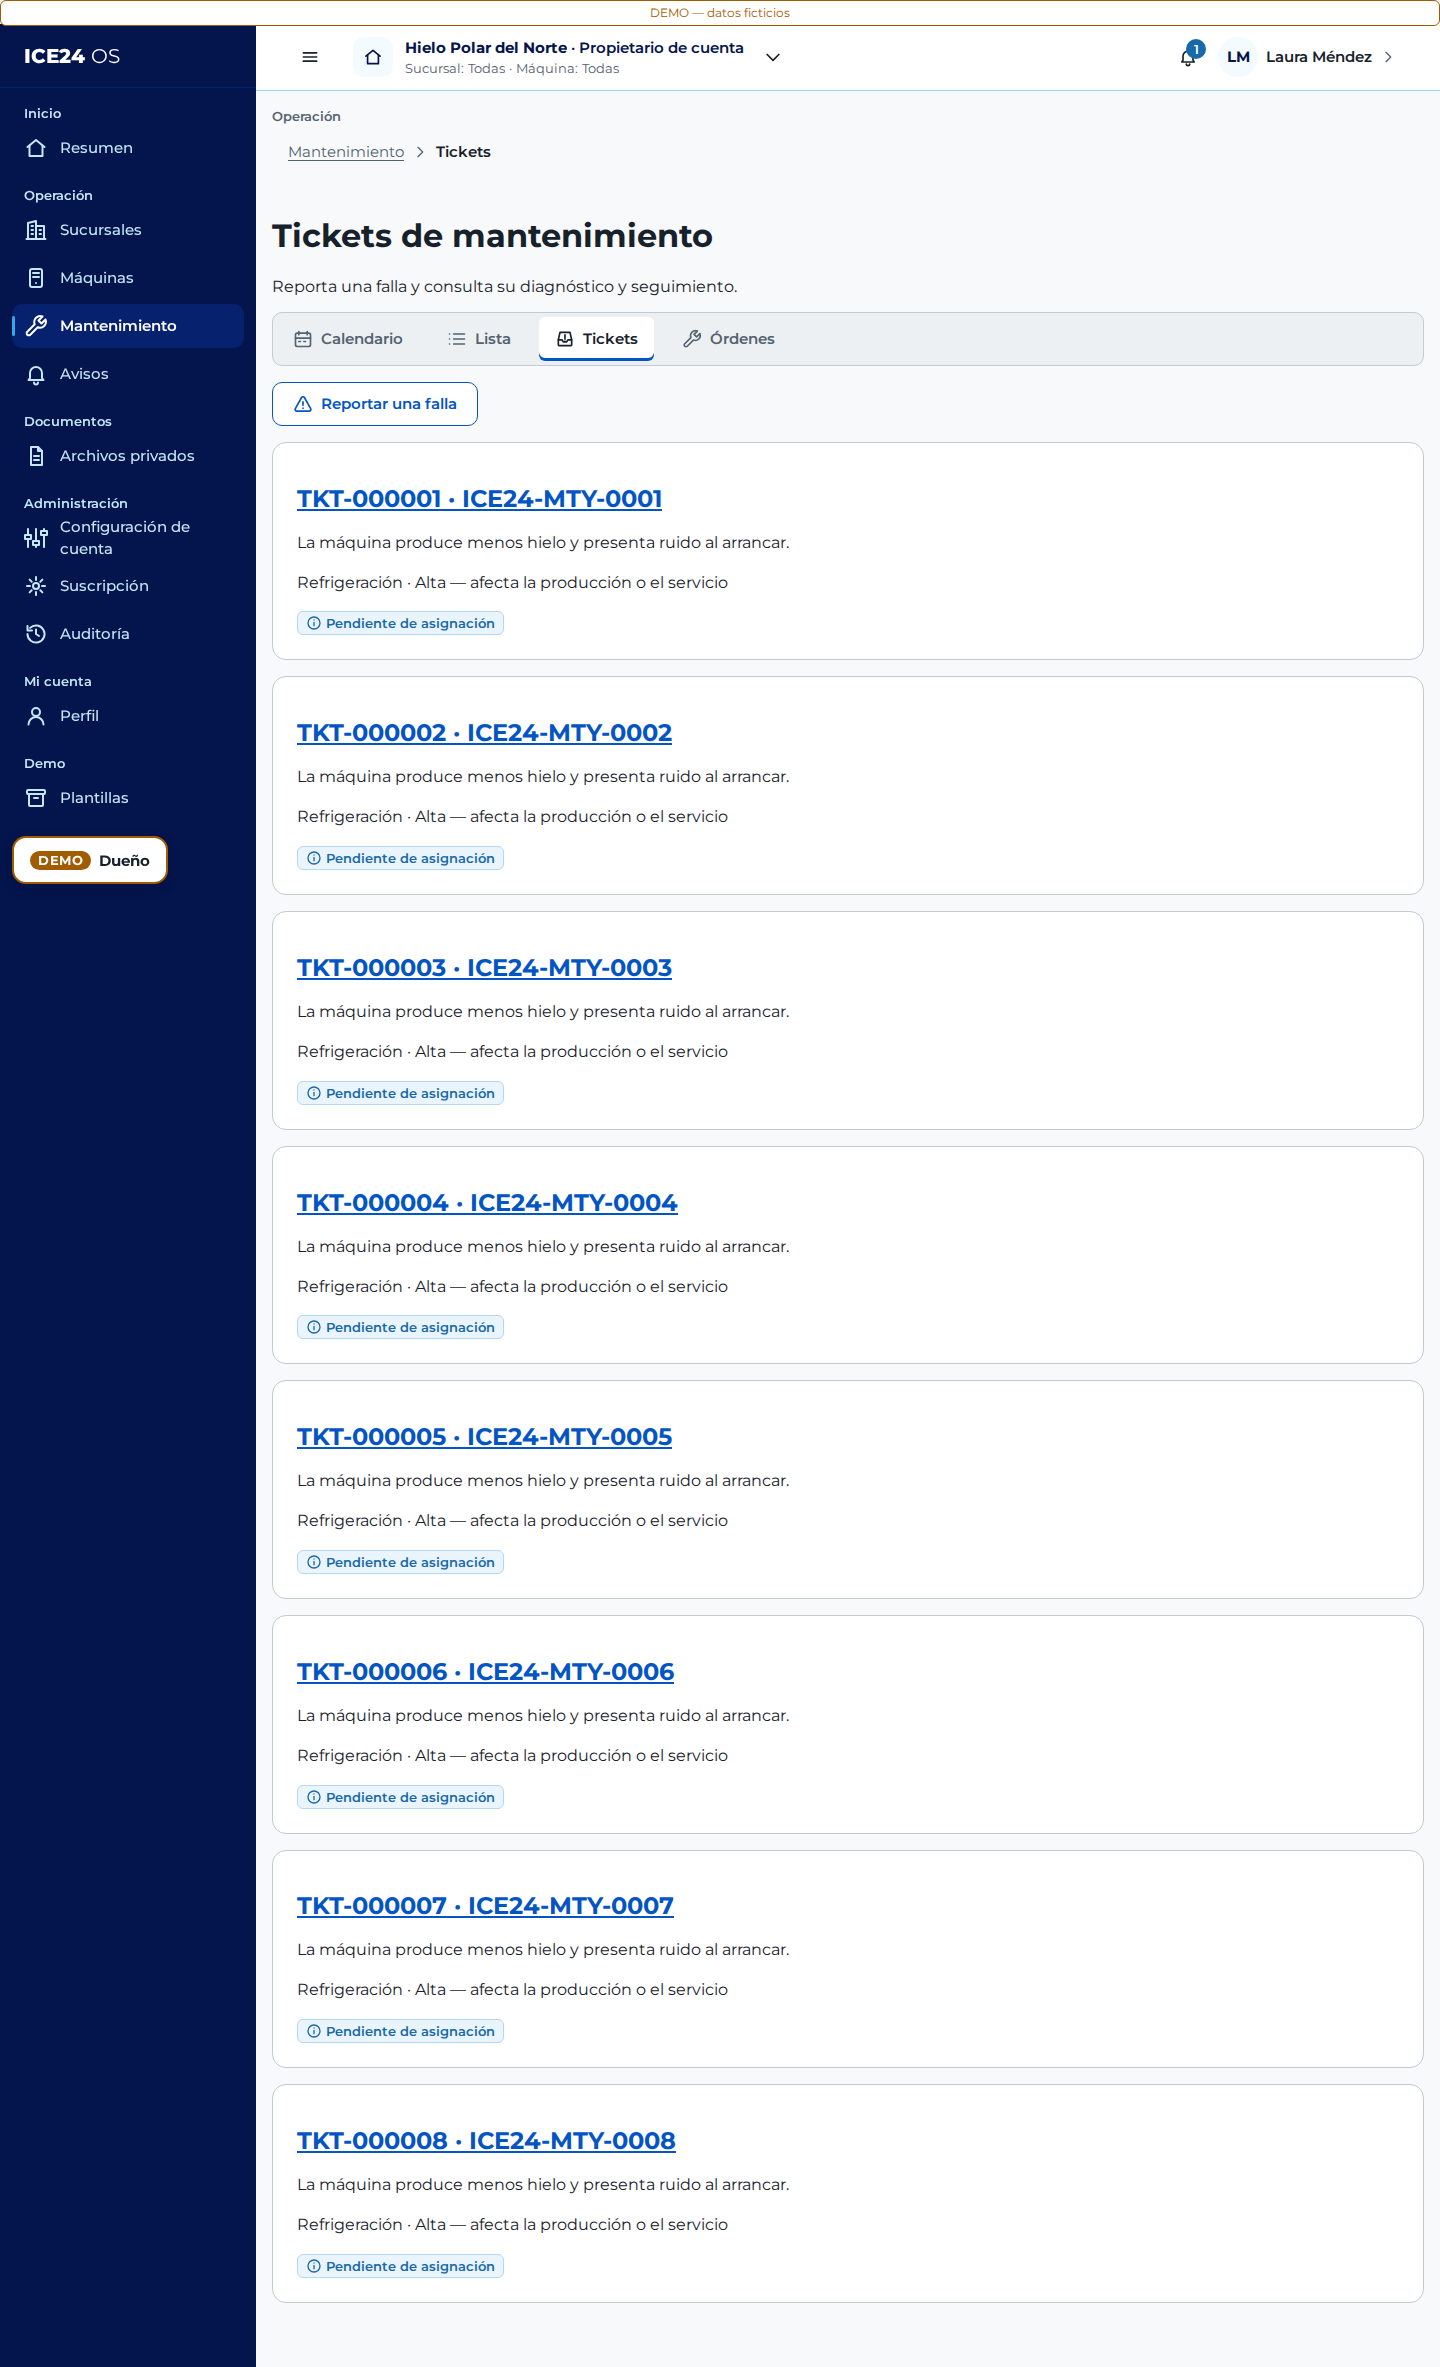 DEMO — datos ficticios
ICE24 OS
Inicio
Resumen
Operación
Sucursales
Máquinas
Mantenimiento
Avisos
Documentos
Archivos privados
Administración
Configuración de
cuenta
Suscripción
Auditoría
Mi cuenta
Perfil
Demo
Plantillas
DEMO Dueño
Hielo Polar del Norte · Propietario de cuenta
Sucursal: Todas · Máquina: Todas
1
LM Laura Méndez
Operación
Mantenimiento > Tickets
Tickets de mantenimiento
Reporta una falla y consulta su diagnóstico y seguimiento.
Calendario Lista Tickets Órdenes
Reportar una falla
TKT-000001 · ICE24-MTY-0001
La máquina produce menos hielo y presenta ruido al arrancar.
Refrigeración · Alta — afecta la producción o el servicio
Pendiente de asignación
TKT-000002 · ICE24-MTY-0002
La máquina produce menos hielo y presenta ruido al arrancar.
Refrigeración · Alta — afecta la producción o el servicio
Pendiente de asignación
TKT-000003 · ICE24-MTY-0003
La máquina produce menos hielo y presenta ruido al arrancar.
Refrigeración · Alta — afecta la producción o el servicio
Pendiente de asignación
TKT-000004 · ICE24-MTY-0004
La máquina produce menos hielo y presenta ruido al arrancar.
Refrigeración · Alta — afecta la producción o el servicio
Pendiente de asignación
TKT-000005 · ICE24-MTY-0005
La máquina produce menos hielo y presenta ruido al arrancar.
Refrigeración · Alta — afecta la producción o el servicio
Pendiente de asignación
TKT-000006 · ICE24-MTY-0006
La máquina produce menos hielo y presenta ruido al arrancar.
Refrigeración · Alta — afecta la producción o el servicio
Pendiente de asignación
TKT-000007 · ICE24-MTY-0007
La máquina produce menos hielo y presenta ruido al arrancar.
Refrigeración · Alta — afecta la producción o el servicio
Pendiente de asignación
TKT-000008 · ICE24-MTY-0008
La máquina produce menos hielo y presenta ruido al arrancar.
Refrigeración · Alta — afecta la producción o el servicio
Pendiente de asignación